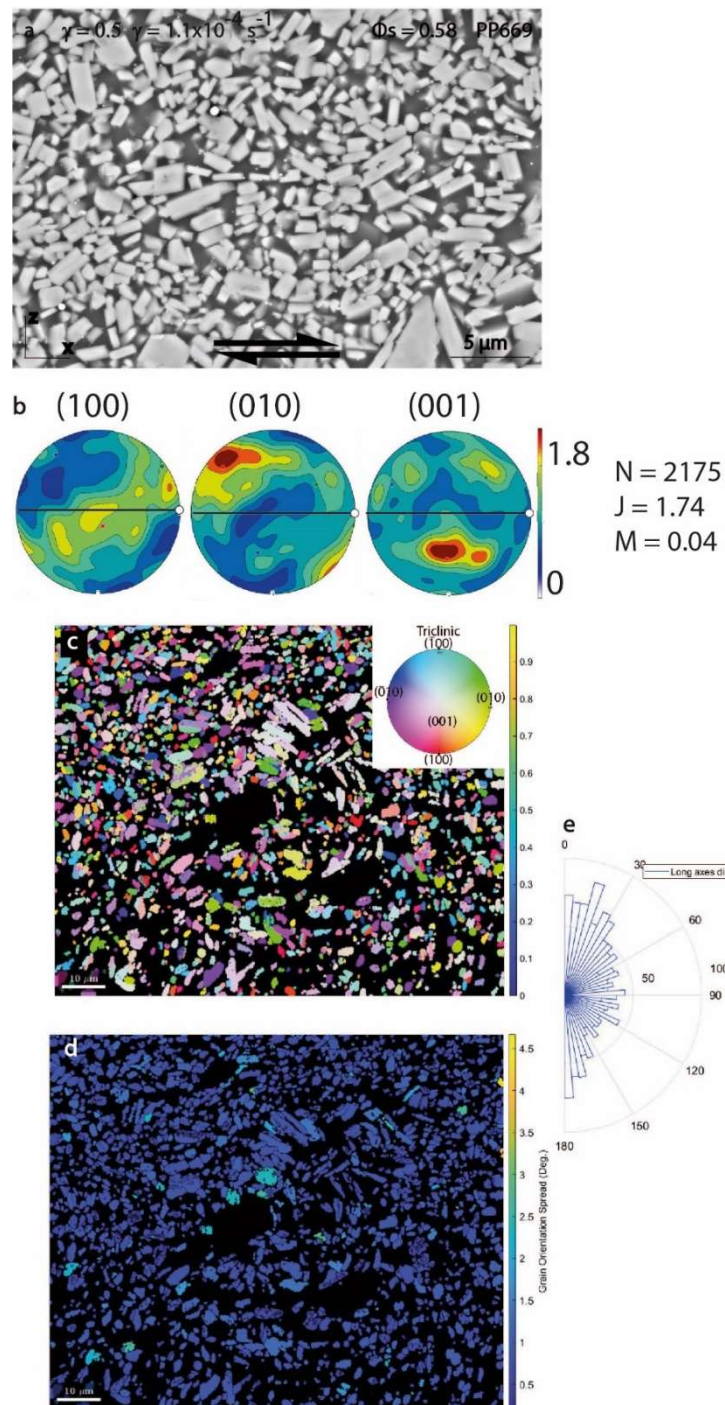 a γ = 0.5 γ = 1.1x10⁻⁴ s⁻¹ Φs = 0.58 PP669
z
x
5 µm
b (100) (010) (001)
1.8
0
N = 2175
J = 1.74
M = 0.04
c
Triclinic
(100)
(010) (010)
(001)
(100)
0.9
0.8
0.7
0.6
0.5
0.4
0.3
0.2
0.1
0
10 µm
e
0
30
Long axes di
60
50
100
90
120
150
180
d
4.5
4
3.5
3
2.5
2
1.5
1
0.5
Grain Orientation Spread (Deg.)
10 µm